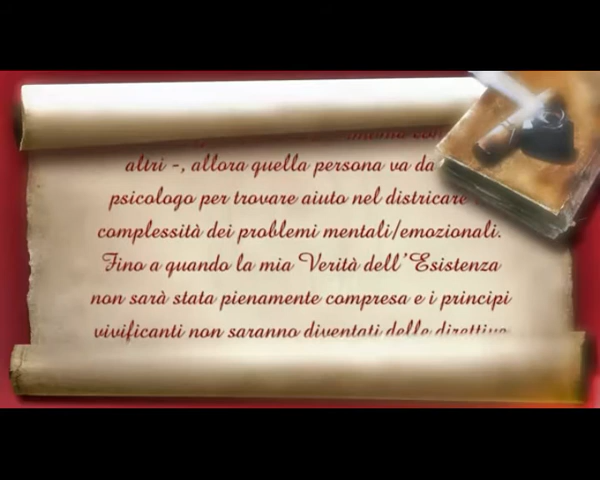 altri -, allora quella persona va da
psicologo per trovare aiuto nel districare
complessità dei problemi mentali/emozionali.
Fino a quando la mia Verità dell'Esistenza
non sarà stata pienamente compresa e i principi
vivificanti non saranno diventati delle direttive